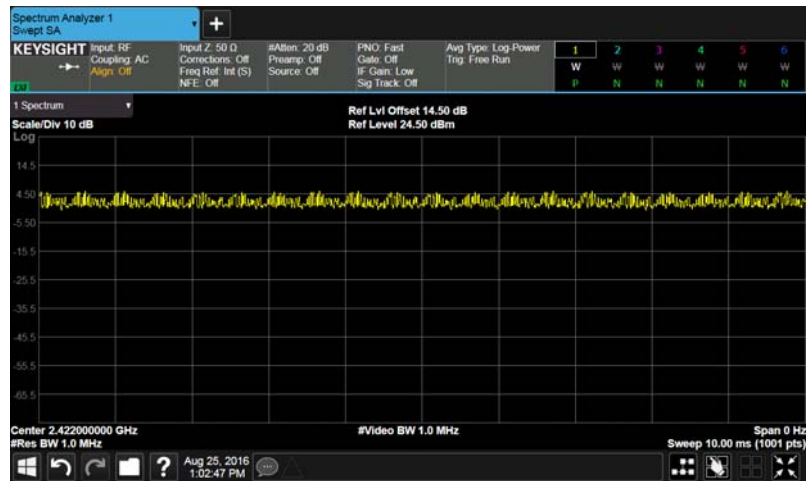 Spectrum Analyzer 1
Swept SA
+
KEYSIGHT
Input: RF
Coupling: AC
Align: Off
Input Z: 50 Ω
Corrections: Off
Freq Ref: Int (S)
NFE: Off
#Atten: 20 dB
Preamp: Off
Source: Off
PNO: Fast
Gate: Off
IF Gain: Low
Sig Track: Off
Avg Type: Log-Power
Trig: Free Run
1 2 3 4 5 6
W W W W W W
P N N N N N
1 Spectrum
Scale/Div 10 dB
Ref Lvl Offset 14.50 dB
Ref Level 24.50 dBm
Log
14.5
4.50
-5.50
-15.5
-25.5
-35.5
-45.5
-55.5
-65.5
Center 2.422000000 GHz
#Res BW 1.0 MHz
#Video BW 1.0 MHz
Span 0 Hz
Sweep 10.00 ms (1001 pts)
?
Aug 25, 2016
1:02:47 PM